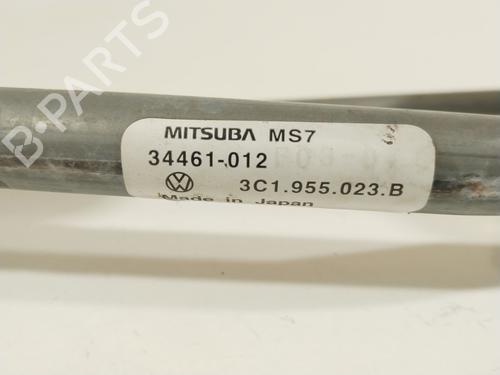 B-PARTS
MITSUBA MS7
34461-012
3C1.955.023.B
Made in Japan